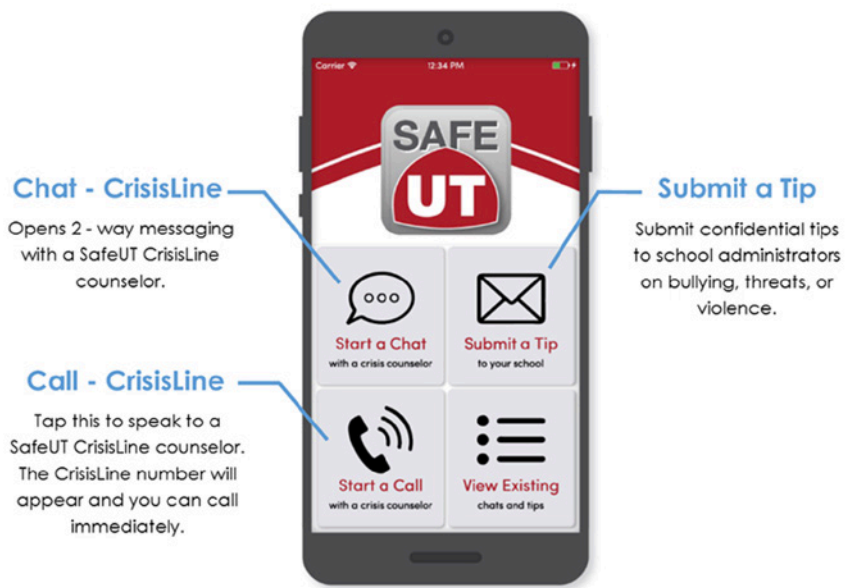 Carrier
12:34 PM
SAFE
UT
Chat - CrisisLine
Opens 2 - way messaging
with a SafeUT CrisisLine
counselor.
Call - CrisisLine
Tap this to speak to a
SafeUT CrisisLine counselor.
The CrisisLine number will
appear and you can call
immediately.
Start a Chat
with a crisis counselor
Submit a Tip
to your school
Start a Call
with a crisis counselor
View Existing
chats and tips
Submit a Tip
Submit confidential tips
to school administrators
on bullying, threats, or
violence.